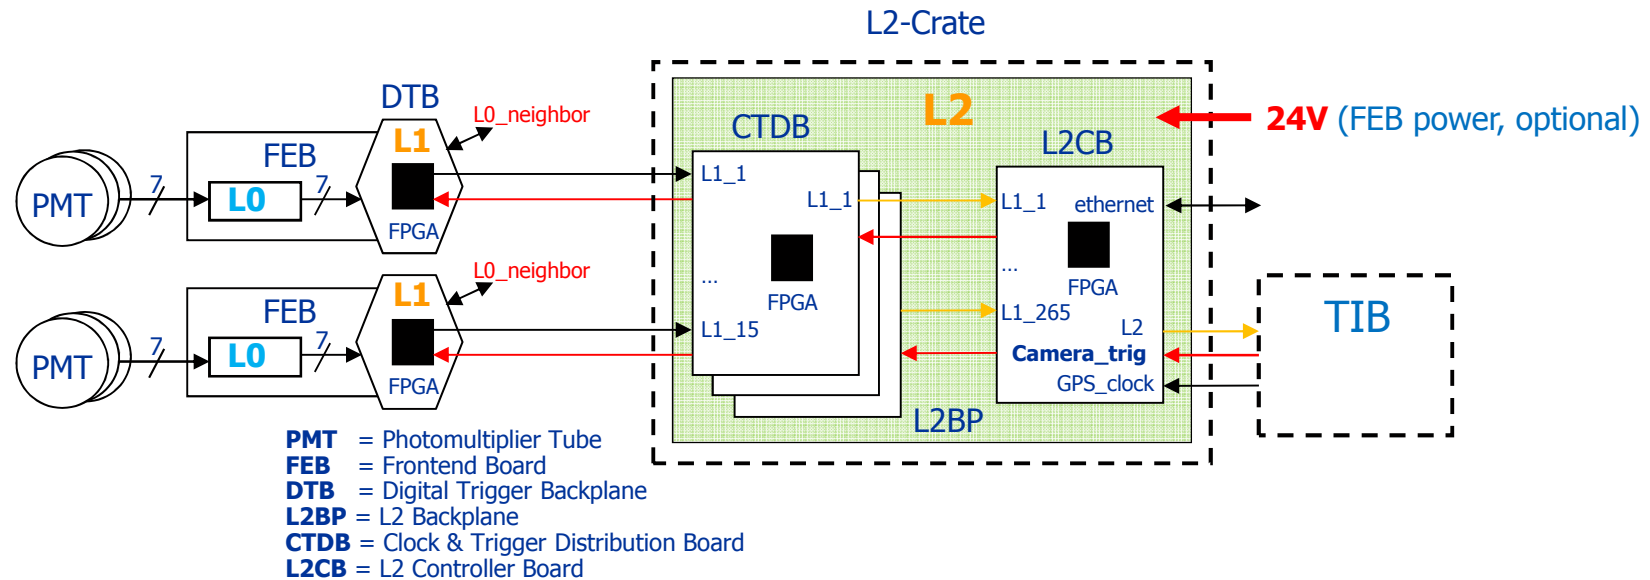 L2-Crate
DTB
L0_neighbor
L1
FEB
7
7
PMT
L0
FPGA
L0_neighbor
L1
FEB
7
7
PMT
L0
FPGA
L2
24V (FEB power, optional)
CTDB
L2CB
L1_1
L1_1
...
FPGA
L1_15
L1_1
ethernet
...
FPGA
L1_265
L2
Camera_trig
GPS_clock
L2BP
TIB
PMT = Photomultiplier Tube
FEB = Frontend Board
DTB = Digital Trigger Backplane
L2BP = L2 Backplane
CTDB = Clock & Trigger Distribution Board
L2CB = L2 Controller Board